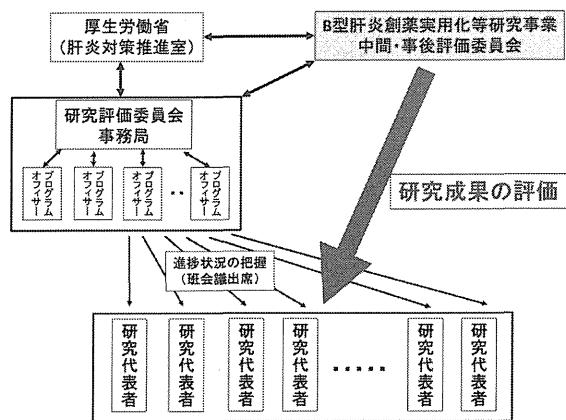 厚生労働省
(肝炎対策推進室)
B型肝炎創薬実用化等研究事業
中間・事後評価委員会
研究評価委員会
事務局
プログラム
オフィサー
プログラム
オフィサー
プログラム
オフィサー
・・
プログラム
オフィサー
研究成果の評価
進捗状況の把握
(班会議出席)
研究代表者
研究代表者
研究代表者
研究代表者
・・・・・
研究代表者
研究代表者